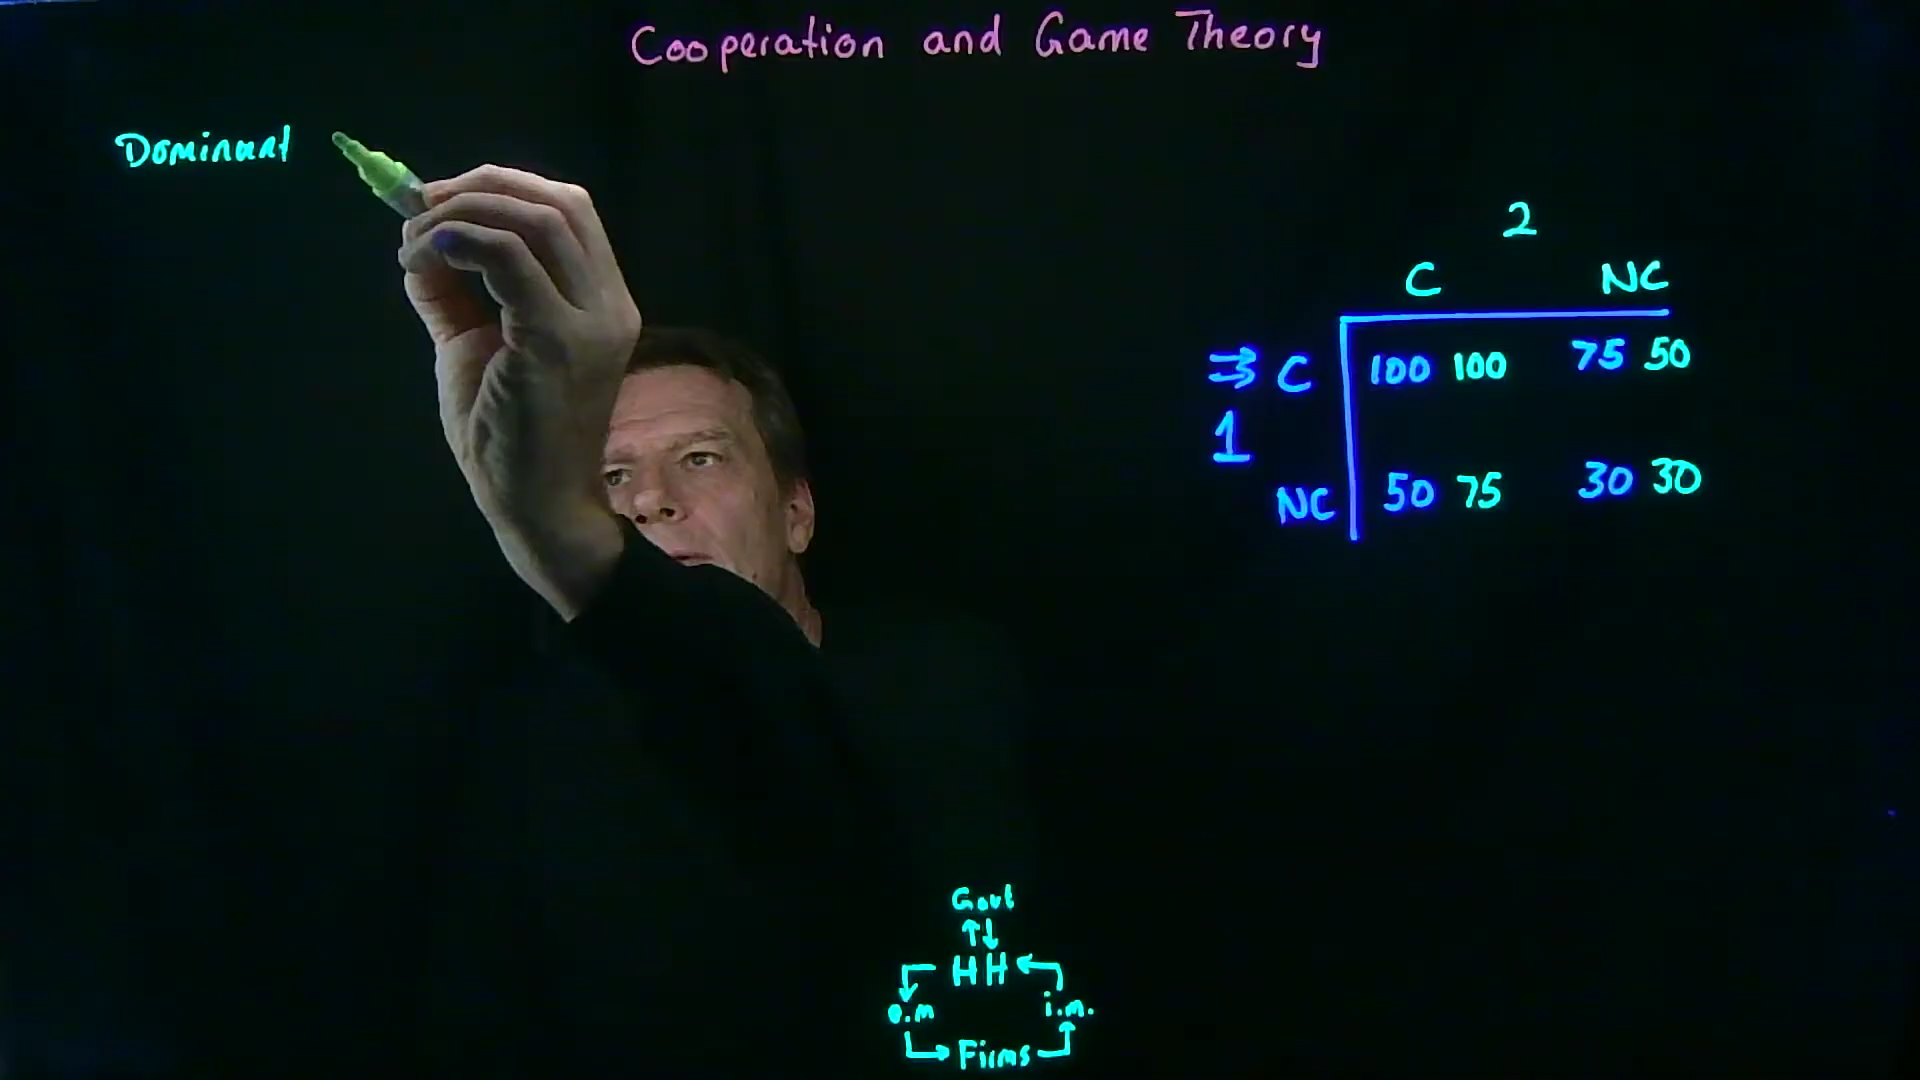 Cooperation and Game Theory
Dominant
2
C NC
⇒ C 100 100 75 50
1
NC 50 75 30 30
Govt
↑↓
HH
o.m i.m.
Firms